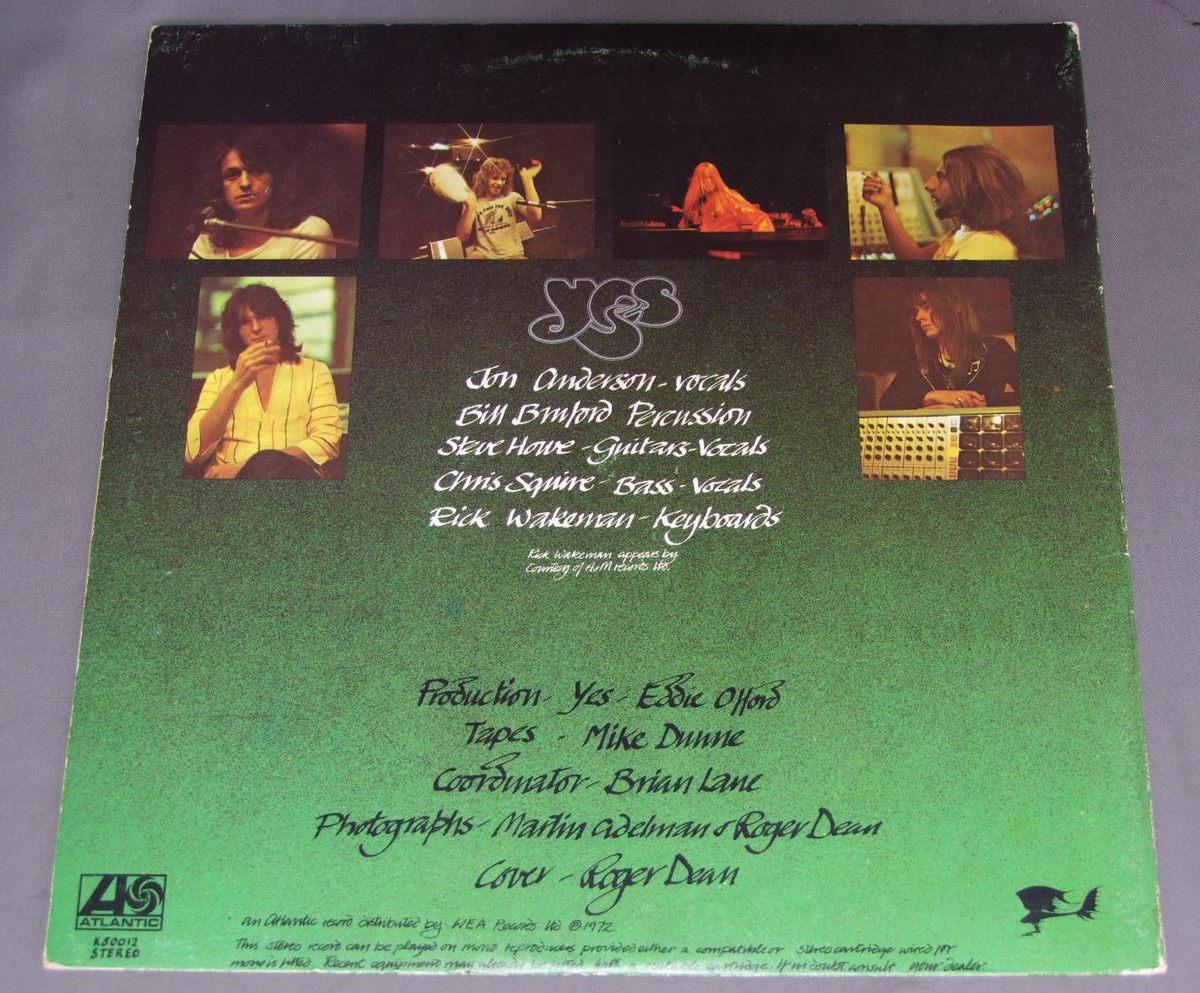 yes
Jon Anderson - vocals
Bill Bruford Percussion
Steve Howe - Guitars - Vocals
Chris Squire - Bass - Vocals
Rick Wakeman - Keyboards
Rick Wakeman appears by
Courtesy of A&M records ltd.
Production - Yes - Eddie Offord
Tapes - Mike Dunne
Coordinator - Brian Lane
Photographs - Martin Adelman & Roger Dean
Cover - Roger Dean
ATLANTIC
K50012
STEREO
an Atlantic record distributed by WEA Records ltd ℗1972
This stereo record can be played on mono reproducers provided either a compatible or stereo cartridge wired for
mono is fitted. Recent equipment may already be fitted with a suitable cartridge. If in doubt consult your dealer.